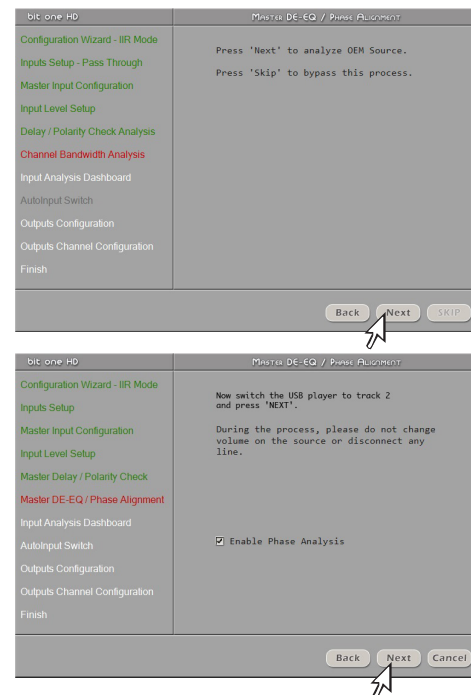 bit one HD
Master DE-EQ / Phase Alignment
Configuration Wizard - IIR Mode
Inputs Setup - Pass Through
Master Input Configuration
Input Level Setup
Delay / Polarity Check Analysis
Channel Bandwidth Analysis
Input Analysis Dashboard
AutoInput Switch
Outputs Configuration
Outputs Channel Configuration
Finish
Press 'Next' to analyze OEM Source.
Press 'Skip' to bypass this process.
Back Next SKIP
bit one HD
Master DE-EQ / Phase Alignment
Configuration Wizard - IIR Mode
Inputs Setup
Master Input Configuration
Input Level Setup
Master Delay / Polarity Check
Master DE-EQ / Phase Alignment
Input Analysis Dashboard
AutoInput Switch
Outputs Configuration
Outputs Channel Configuration
Finish
Now switch the USB player to track 2
and press 'NEXT'.
During the process, please do not change
volume on the source or disconnect any
line.
Enable Phase Analysis
Back Next Cancel